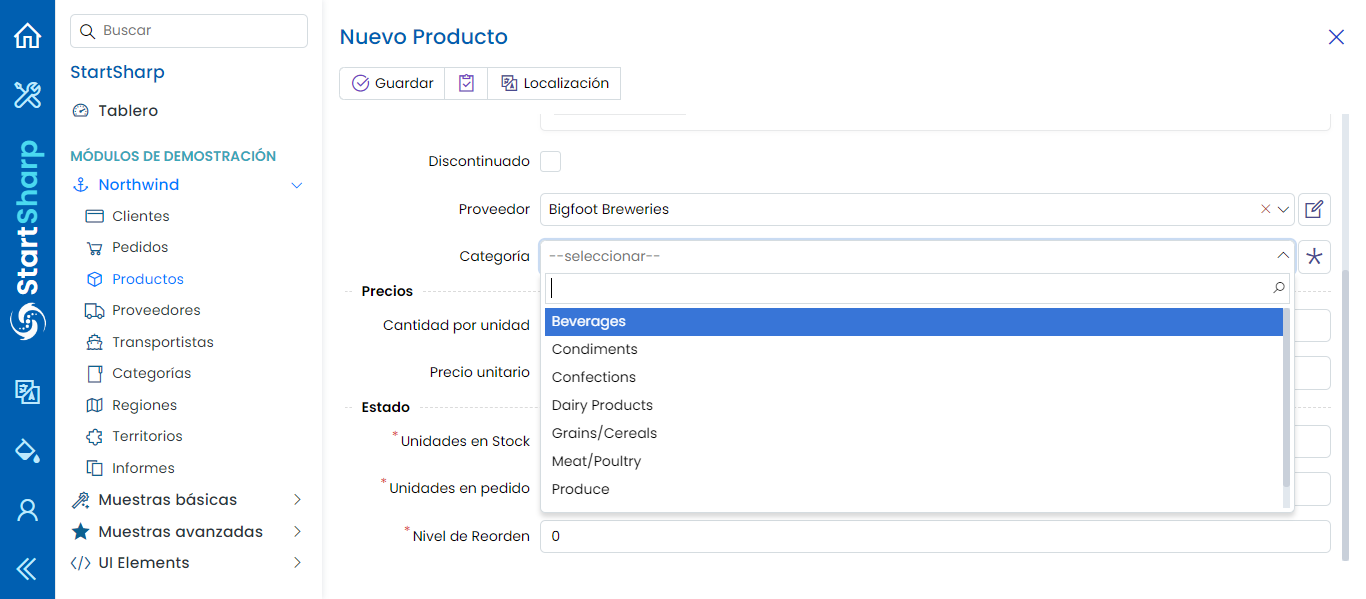 Buscar
StartSharp
Tablero
MÓDULOS DE DEMOSTRACIÓN
Northwind
Clientes
Pedidos
Productos
Proveedores
Transportistas
Categorías
Regiones
Territorios
Informes
Muestras básicas
Muestras avanzadas
UI Elements
StartSharp
Nuevo Producto
Guardar
Localización
Discontinuado
Proveedor Bigfoot Breweries
Categoría --seleccionar--
Beverages
Condiments
Confections
Dairy Products
Grains/Cereals
Meat/Poultry
Produce
Precios
Cantidad por unidad
Precio unitario
Estado
*Unidades en Stock
*Unidades en pedido
*Nivel de Reorden 0